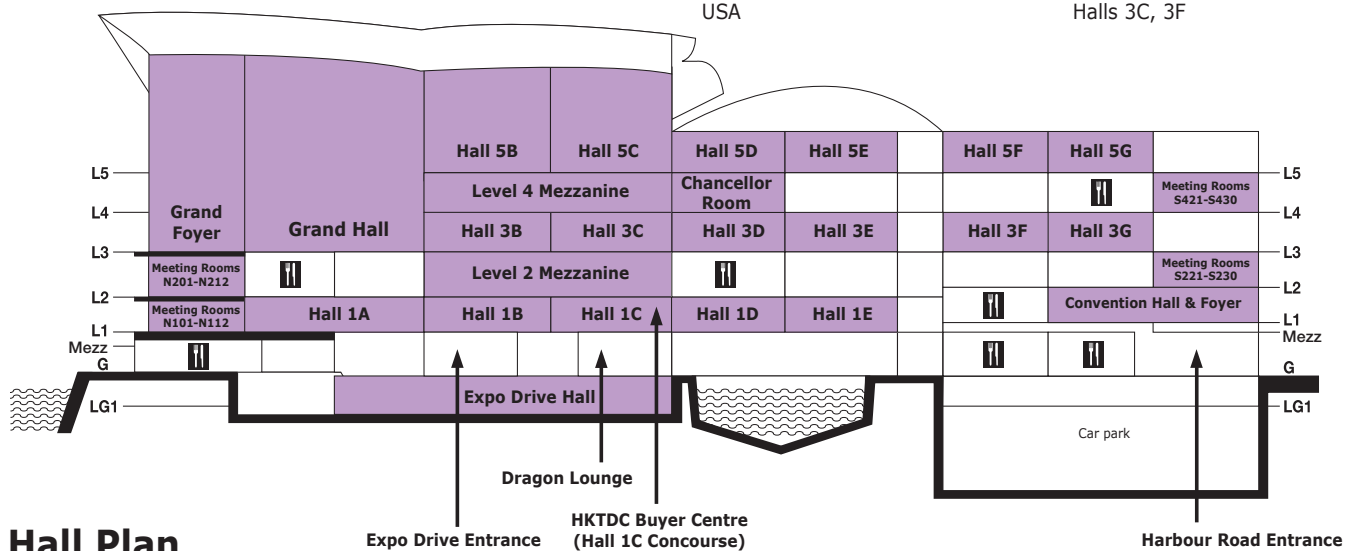 USA
Halls 3C, 3F
Hall 5B
Hall 5C
Hall 5D
Hall 5E
Hall 5F
Hall 5G
L5
Level 4 Mezzanine
Chancellor
Room
Meeting Rooms
S421-S430
L5
L4
Grand
Foyer
Grand Hall
Hall 3B
Hall 3C
Hall 3D
Hall 3E
Hall 3F
Hall 3G
L4
L3
Meeting Rooms
N201-N212
Level 2 Mezzanine
Meeting Rooms
S221-S230
L3
L2
Meeting Rooms
N101-N112
Hall 1A
Hall 1B
Hall 1C
Hall 1D
Hall 1E
Convention Hall & Foyer
L2
L1
L1
Mezz
Mezz
G
G
LG1
Expo Drive Hall
LG1
Car park
Dragon Lounge
HKTDC Buyer Centre
(Hall 1C Concourse)
Expo Drive Entrance
Harbour Road Entrance
Hall Plan